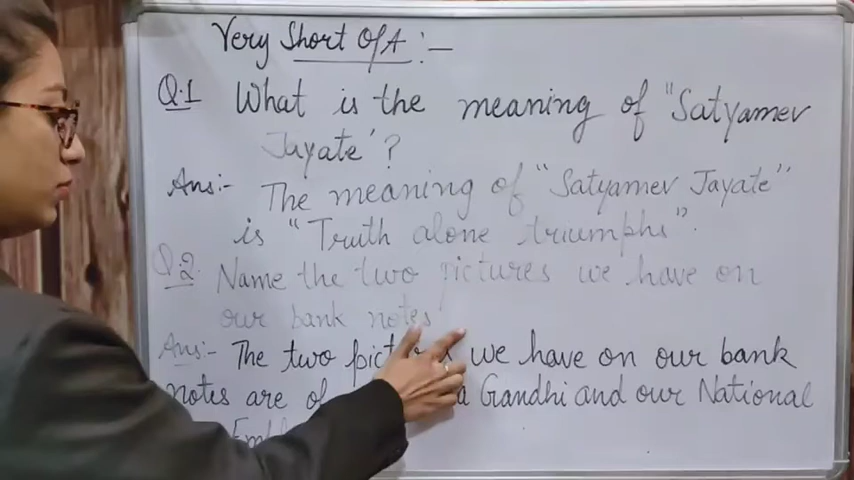 Very Short Q/A :-
Q.1 What is the meaning of "Satyamev
Jayate'?
Ans:- The meaning of "Satyamev Jayate"
is "Truth alone triumphs".
Q.2. Name the two pictures we have on
our bank notes
Ans:- The two we have on our bank
notes are of Gandhi and our National